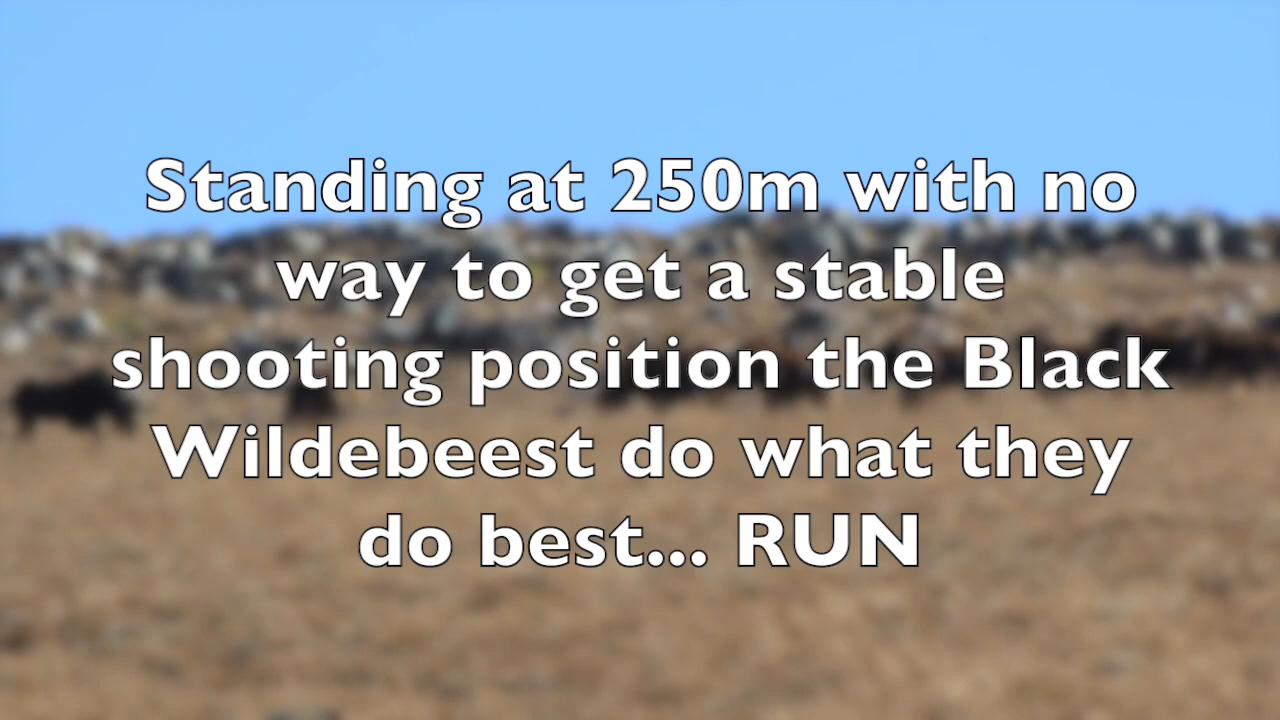 Standing at 250m with no
way to get a stable
shooting position the Black
Wildebeest do what they
do best... RUN